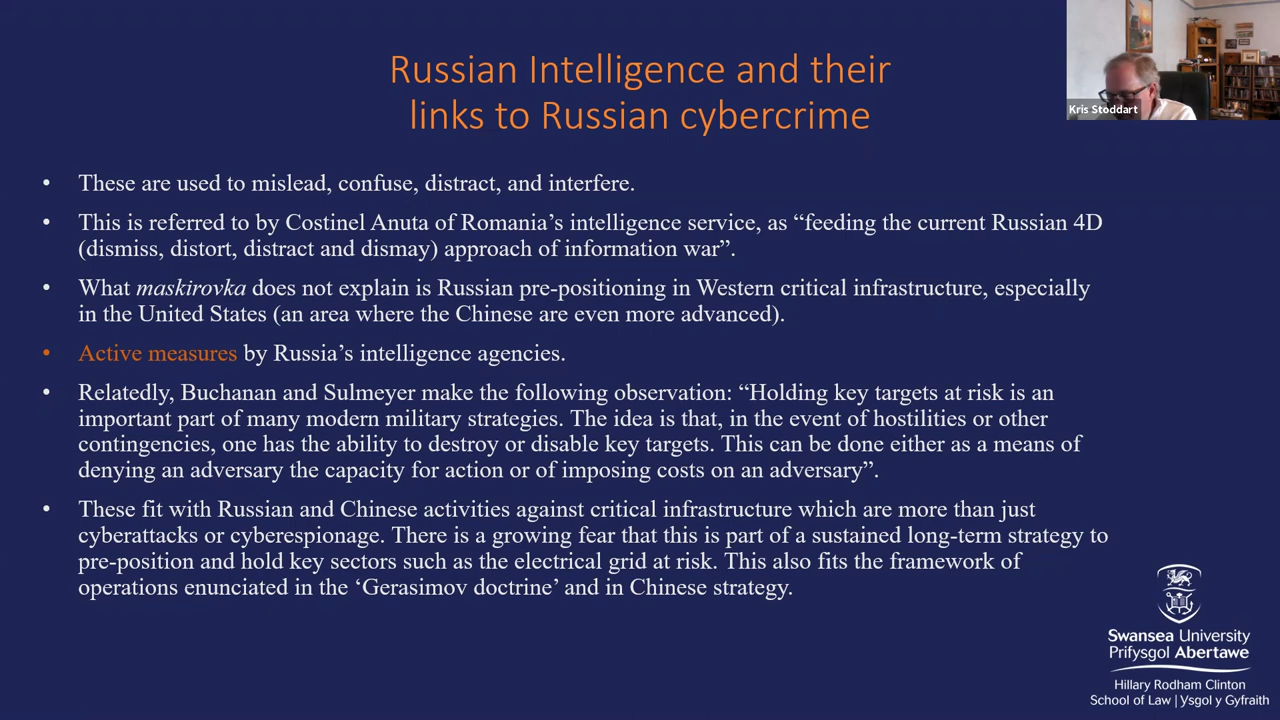 Russian Intelligence and their
links to Russian cybercrime
Kris Stoddart
• These are used to mislead, confuse, distract, and interfere.
• This is referred to by Costinel Anuta of Romania’s intelligence service, as “feeding the current Russian 4D
(dismiss, distort, distract and dismay) approach of information war”.
• What maskirovka does not explain is Russian pre-positioning in Western critical infrastructure, especially
in the United States (an area where the Chinese are even more advanced).
• Active measures by Russia’s intelligence agencies.
• Relatedly, Buchanan and Sulmeyer make the following observation: “Holding key targets at risk is an
important part of many modern military strategies. The idea is that, in the event of hostilities or other
contingencies, one has the ability to destroy or disable key targets. This can be done either as a means of
denying an adversary the capacity for action or of imposing costs on an adversary”.
• These fit with Russian and Chinese activities against critical infrastructure which are more than just
cyberattacks or cyberespionage. There is a growing fear that this is part of a sustained long-term strategy to
pre-position and hold key sectors such as the electrical grid at risk. This also fits the framework of
operations enunciated in the ‘Gerasimov doctrine’ and in Chinese strategy.
Swansea University
Prifysgol Abertawe
Hillary Rodham Clinton
School of Law | Ysgol y Gyfraith